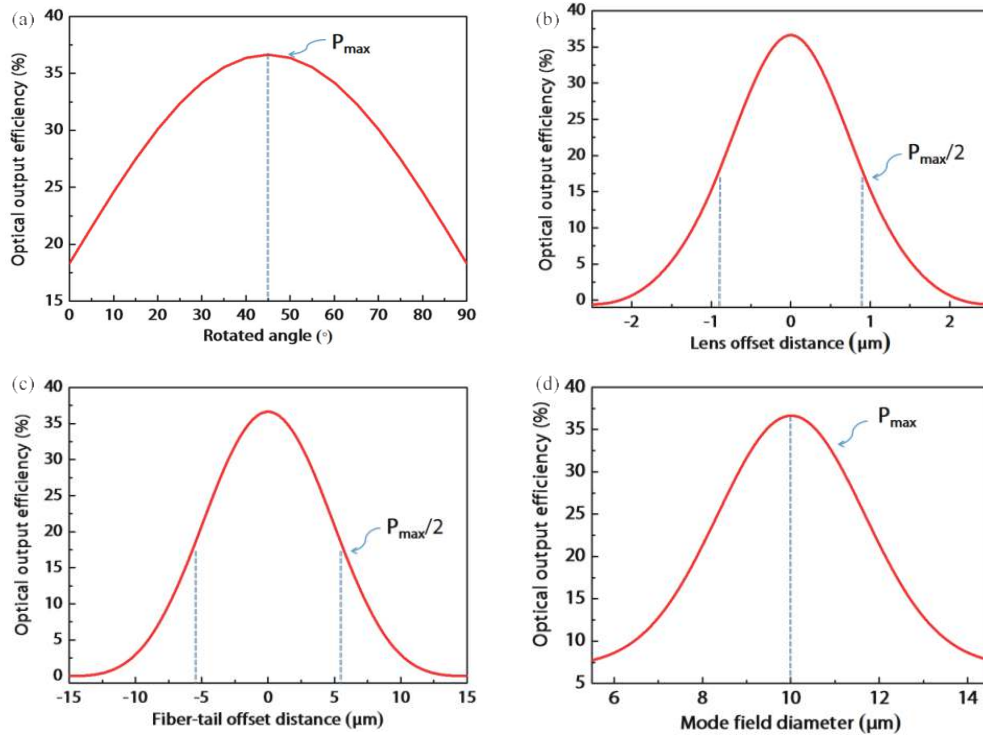 (a)
Optical output efficiency (%)
40
35
30
25
20
15
P max
0 10 20 30 40 50 60 70 80 90
Rotated angle (°)
(b)
Optical output efficiency (%)
40
35
30
25
20
15
10
5
0
P max/2
-2 -1 0 1 2
Lens offset distance (μm)
(c)
Optical output efficiency (%)
40
35
30
25
20
15
10
5
0
P max/2
-15 -10 -5 0 5 10 15
Fiber-tail offset distance (μm)
(d)
Optical output efficiency (%)
40
35
30
25
20
15
10
5
P max
6 8 10 12 14
Mode field diameter (μm)